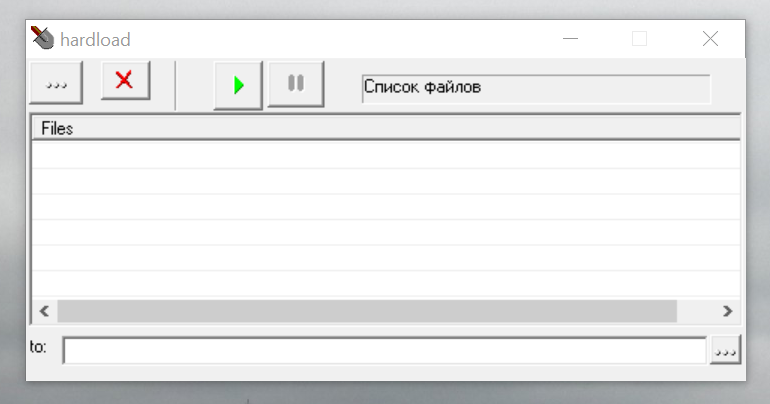 hardload
...
Список файлов
Files
to:
...